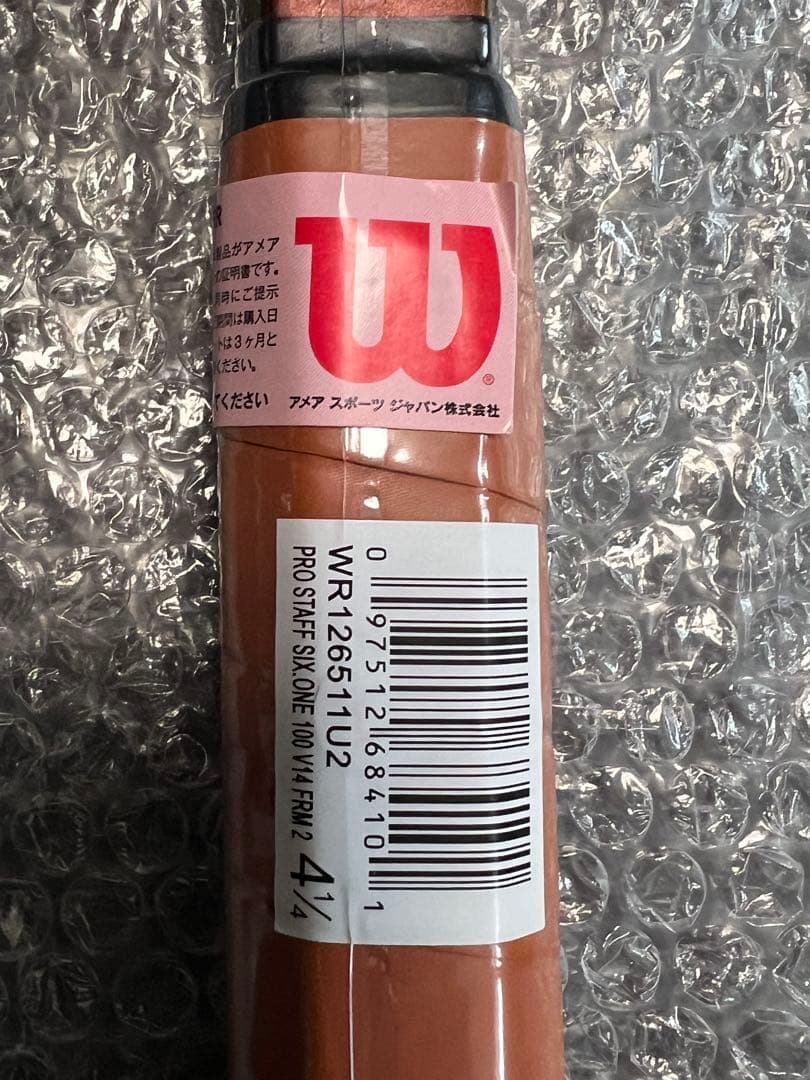 R
製品がアメア
証明書です。
時にご提示
間は購入日
トは3ヶ月と
ください。
てください
W
®
アメア スポーツ ジャパン株式会社
0 97512 68410 1
WR126511U2
PRO STAFF SIX.ONE 100 V14 FRM 2
4 1/4